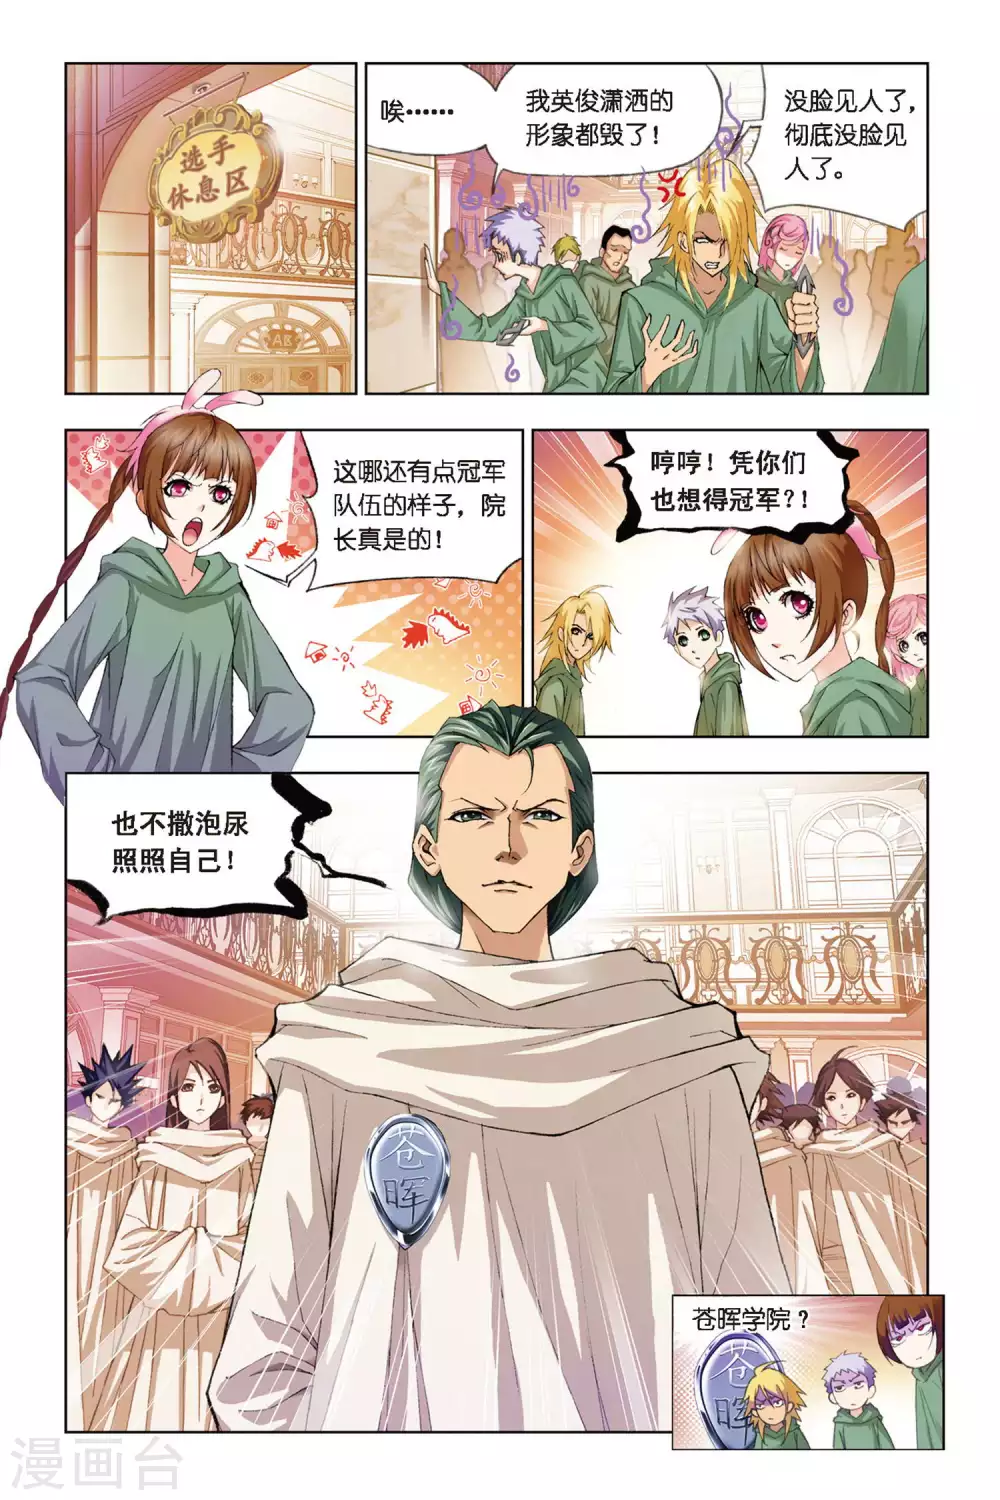 选手
休息区
AB
唉……
我英俊潇洒的
形象都毁了！
没脸见人了，
彻底没脸见
人了。
这哪还有点冠军
队伍的样子，院
长真是的！
哼哼！凭你们
也想得冠军？！
也不撒泡尿
照照自己！
苍
晖
苍晖学院？
苍
晖
漫画台